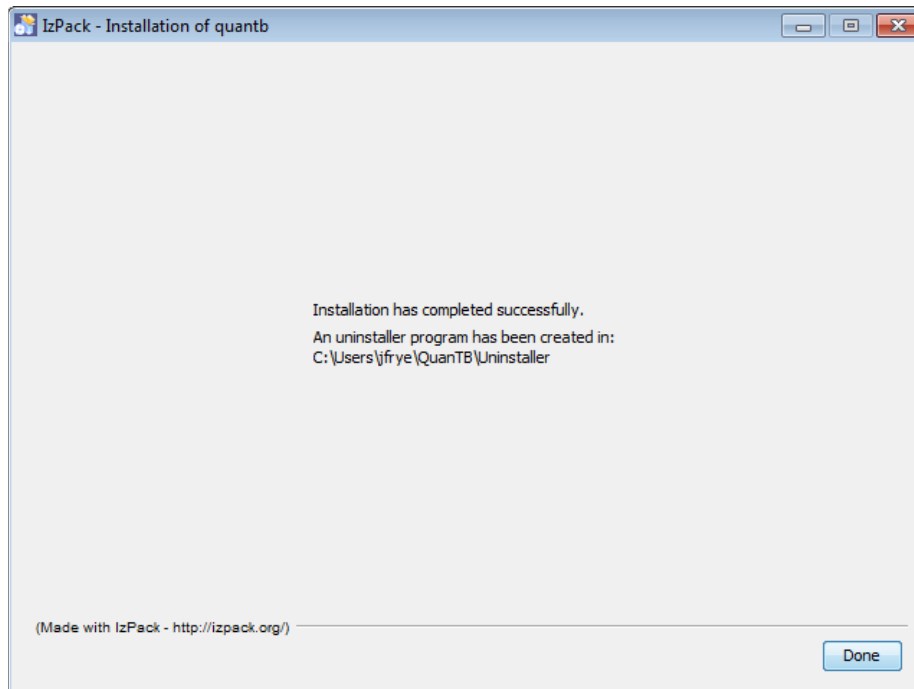 IzPack - Installation of quantb
Installation has completed successfully.
An uninstaller program has been created in:
C:\Users\jfrye\QuanTB\Uninstaller
(Made with IzPack - http://izpack.org/)
Done